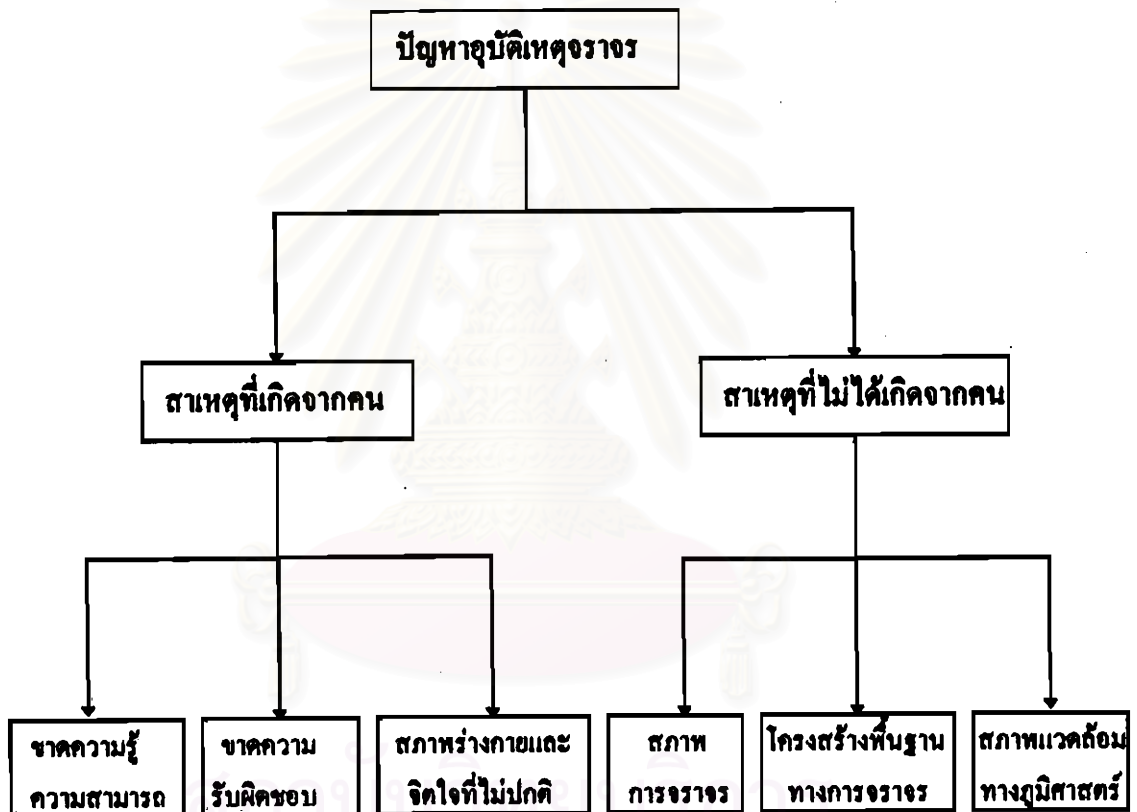 ปัญหาอุบัติเหตุจราจร
สาเหตุที่เกิดจากคน
สาเหตุที่ไม่ได้เกิดจากคน
ขาดความรู้
ความสามารถ
ขาดความ
รับผิดชอบ
สภาพร่างกายและ
จิตใจที่ไม่ปกติ
สภาพ
การจราจร
โครงสร้างพื้นฐาน
ทางการจราจร
สภาพแวดล้อม
ทางภูมิศาสตร์